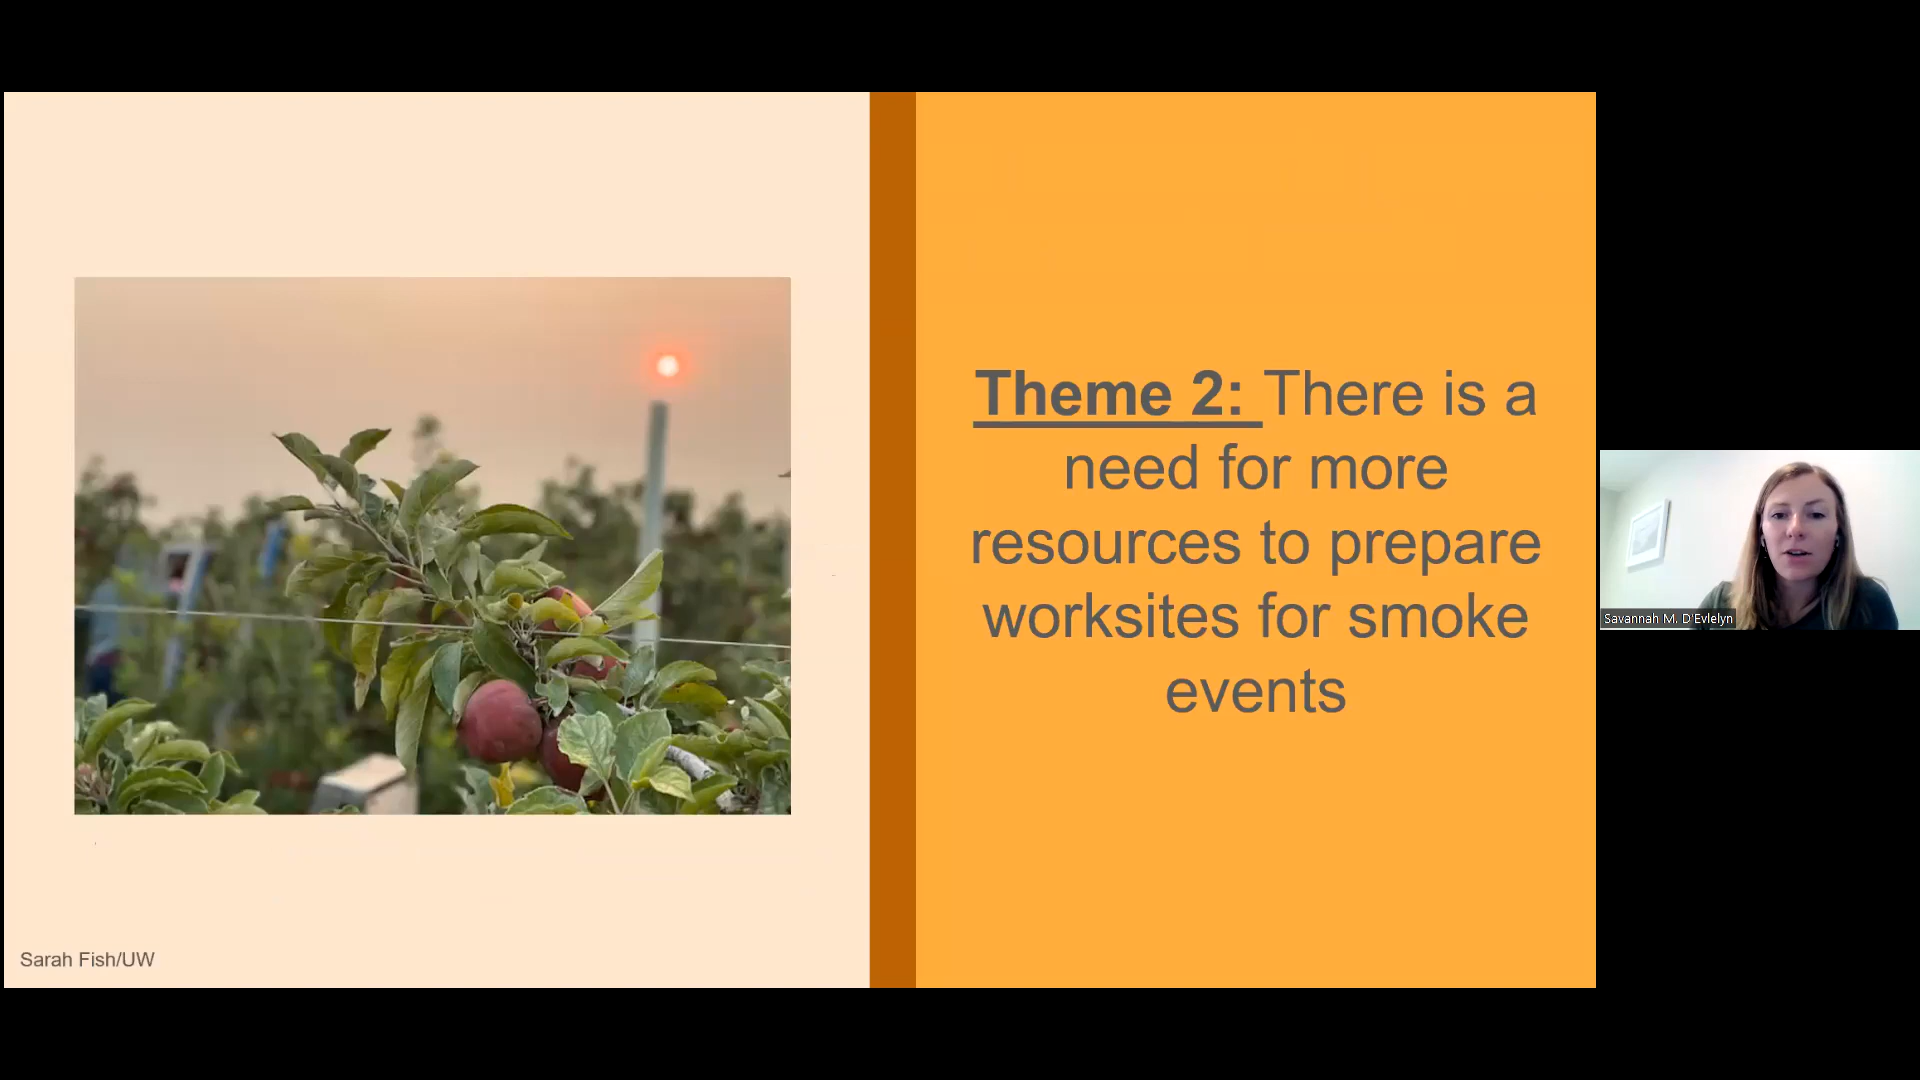 Theme 2: There is a
need for more
resources to prepare
worksites for smoke
events
Sarah Fish/UW
Savannah M. D'Evlelyn